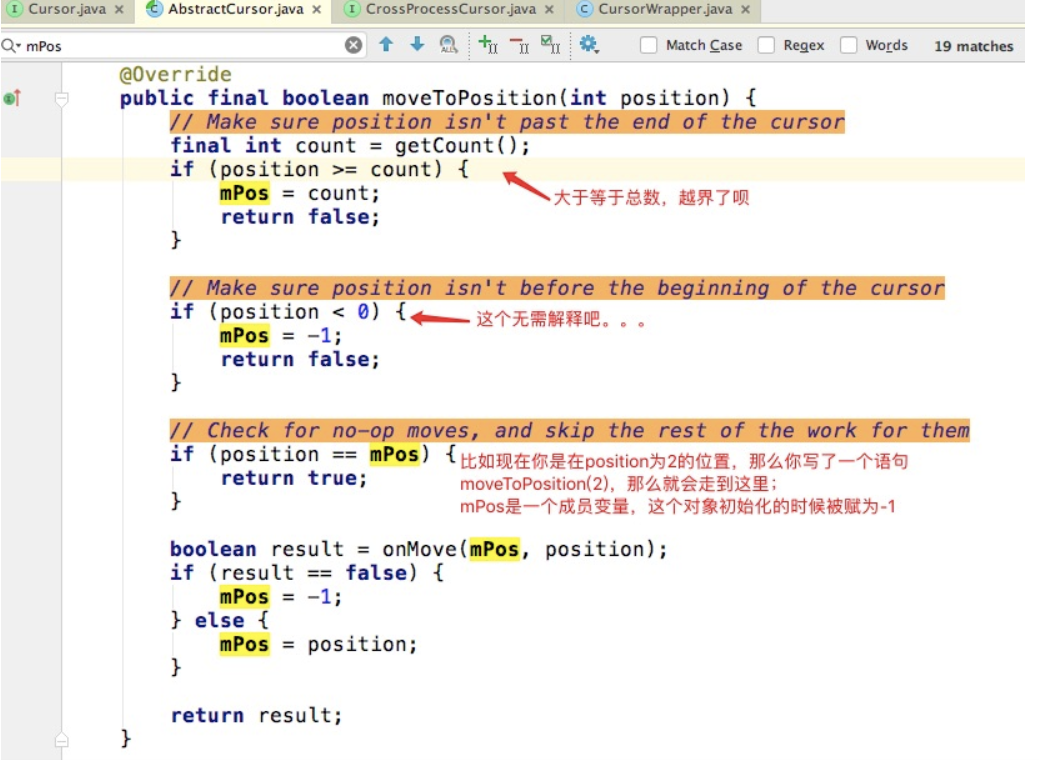 Cursor.java × AbstractCursor.java × CrossProcessCursor.java × CursorWrapper.java ×
mPos Match Case Regex Words 19 matches
@Override
public final boolean moveToPosition(int position) {
// Make sure position isn't past the end of the cursor
final int count = getCount();
if (position >= count) {
mPos = count; 大于等于总数，越界了呗
return false;
}
// Make sure position isn't before the beginning of the cursor
if (position < 0) { 这个无需解释吧。。。
mPos = -1;
return false;
}
// Check for no-op moves, and skip the rest of the work for them
if (position == mPos) { 比如现在你是在position为2的位置，那么你写了一个语句
return true; moveToPosition(2)，那么就会走到这里；
} mPos是一个成员变量，这个对象初始化的时候被赋为-1
boolean result = onMove(mPos, position);
if (result == false) {
mPos = -1;
} else {
mPos = position;
}
return result;
}